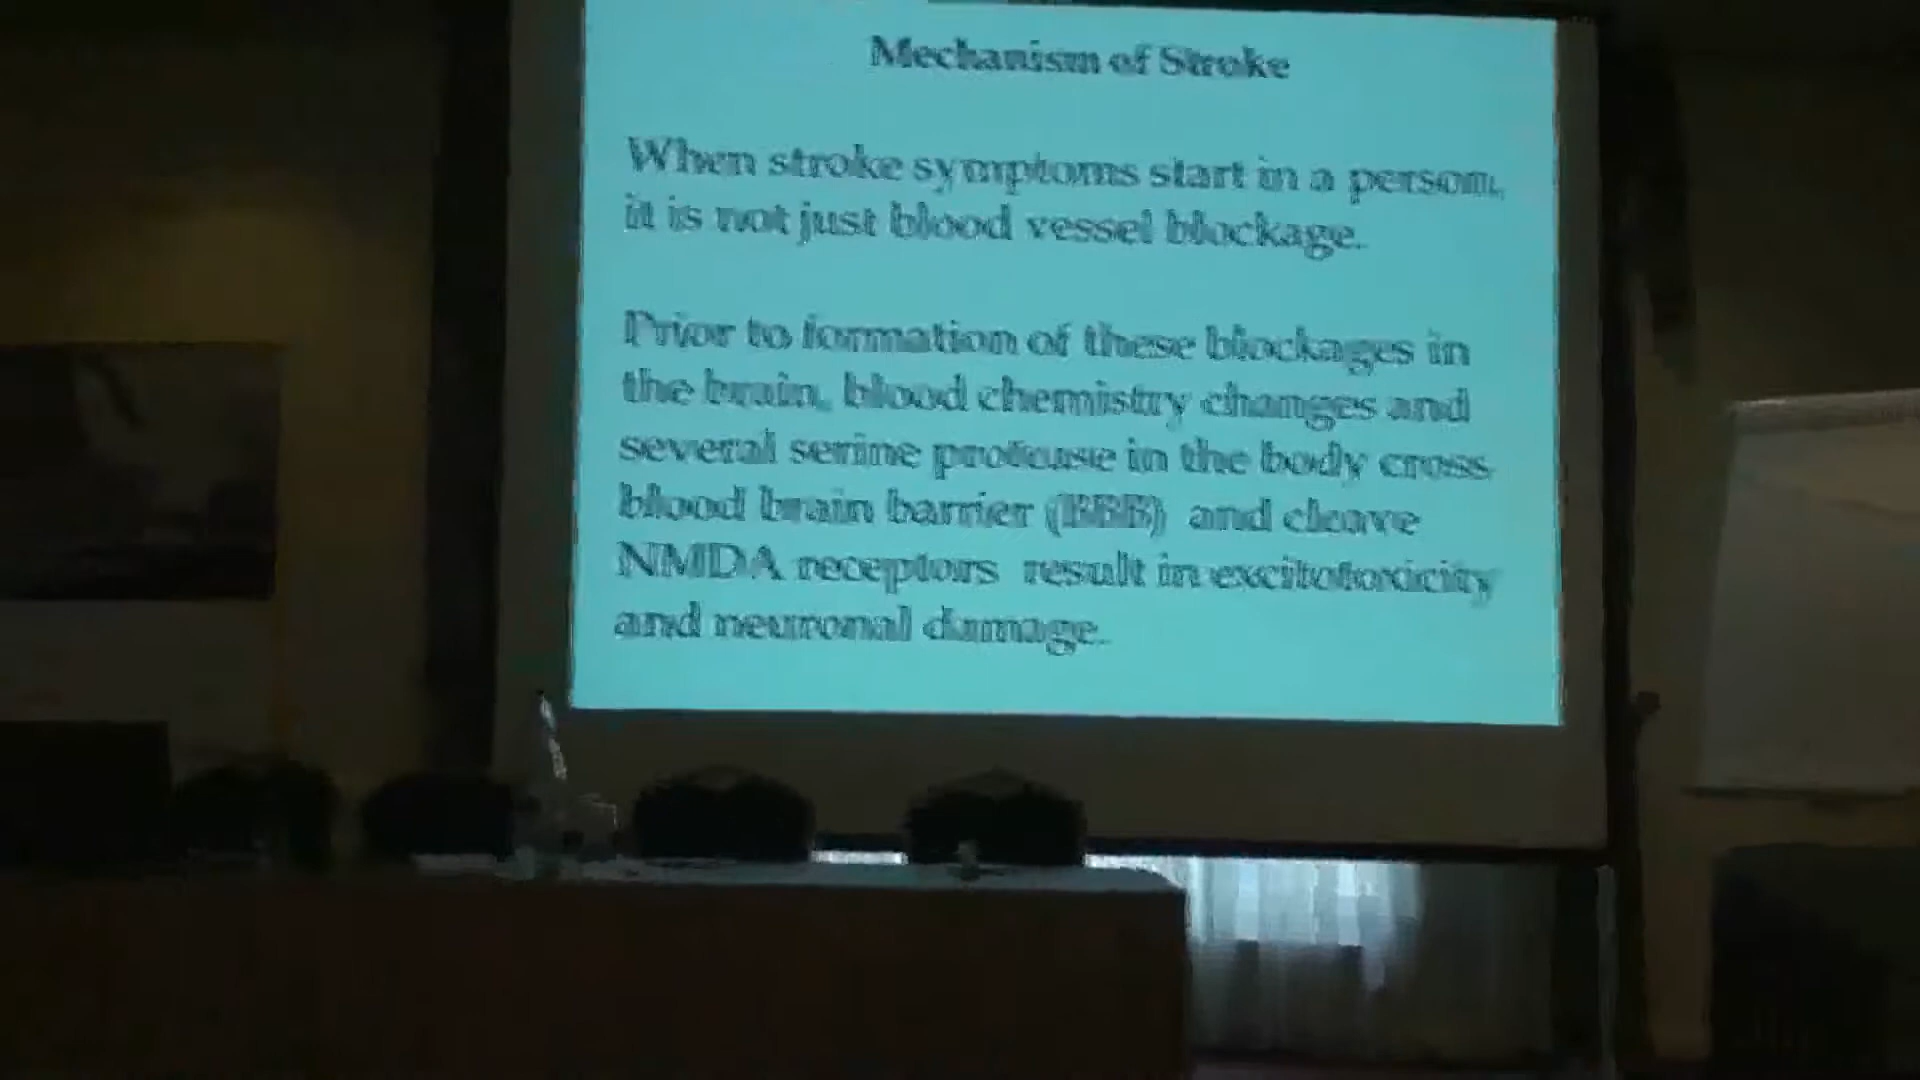 Mechanism of Stroke
When stroke symptoms start in a person,
it is not just blood vessel blockage.
Prior to formation of these blockages in
the brain, blood chemistry changes and
several serine protease in the body cross
blood brain barrier (BBB) and cleave
NMDA receptors result in excitotoxicity
and neuronal damage.